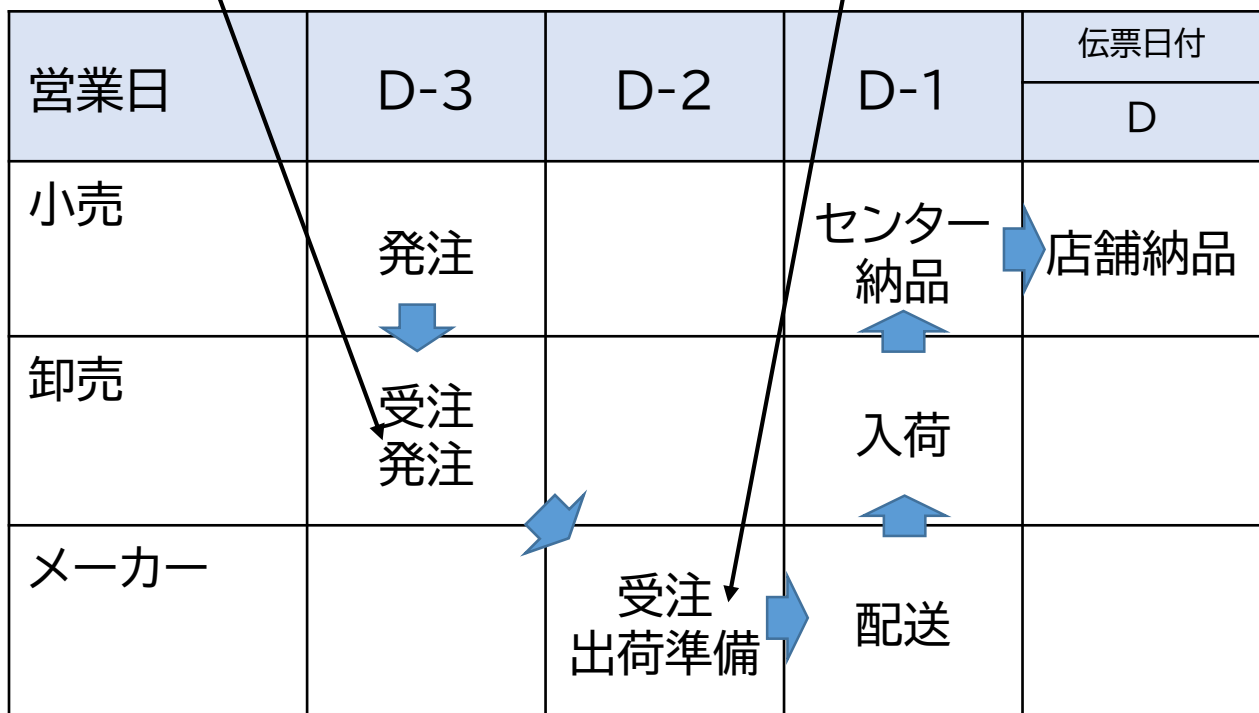 営業日
D-3
D-2
D-1
伝票日付
D
小売
発注
センター
納品
店舗納品
卸売
受注
発注
入荷
メーカー
受注
出荷準備
配送